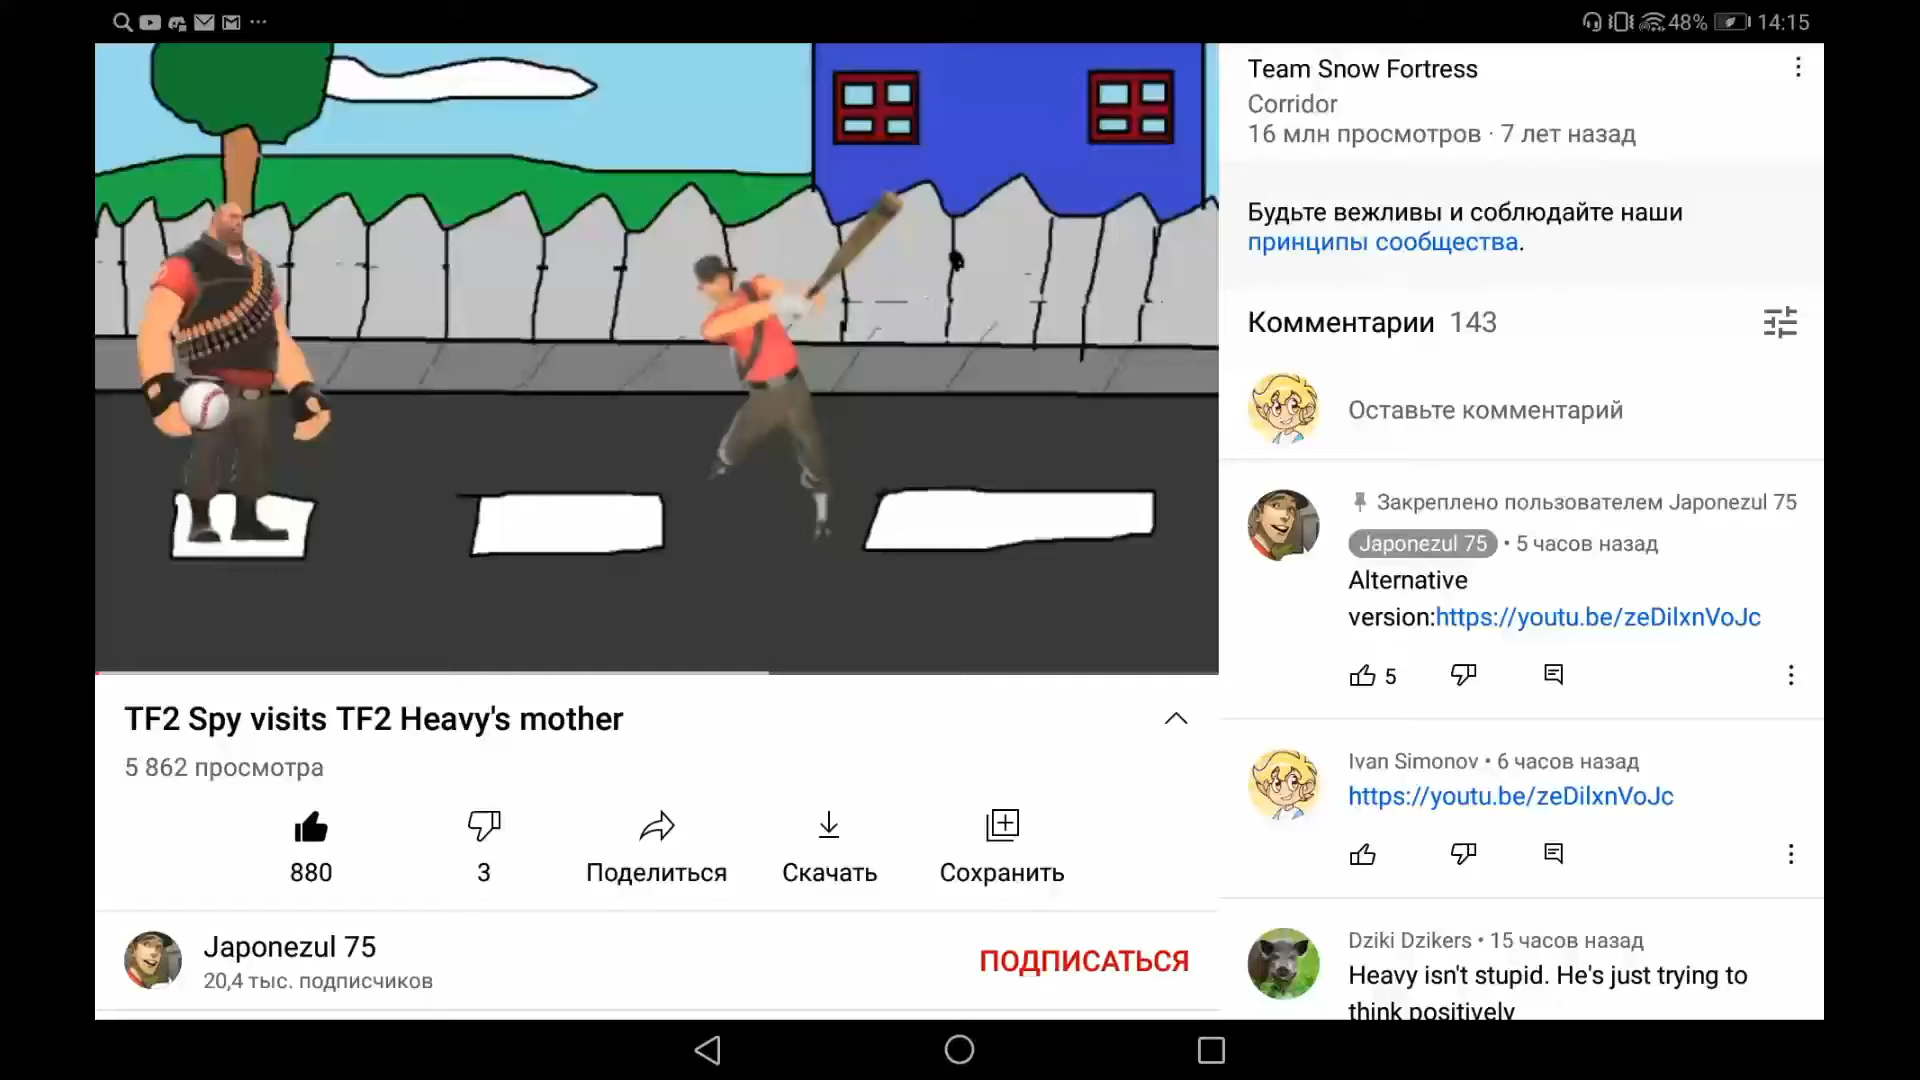 48% 14:15
Team Snow Fortress
Corridor
16 млн просмотров · 7 лет назад
Будьте вежливы и соблюдайте наши
принципы сообщества.
Комментарии 143
Оставьте комментарий
Закреплено пользователем Japonezul 75
Japonezul 75 • 5 часов назад
Alternative
version:https://youtu.be/zeDilxnVoJc
5
Ivan Simonov • 6 часов назад
https://youtu.be/zeDilxnVoJc
Dziki Dzikers • 15 часов назад
Heavy isn't stupid. He's just trying to
think positively
TF2 Spy visits TF2 Heavy's mother
5 862 просмотра
880 3 Поделиться Скачать Сохранить
Japonezul 75
20,4 тыс. подписчиков
ПОДПИСАТЬСЯ